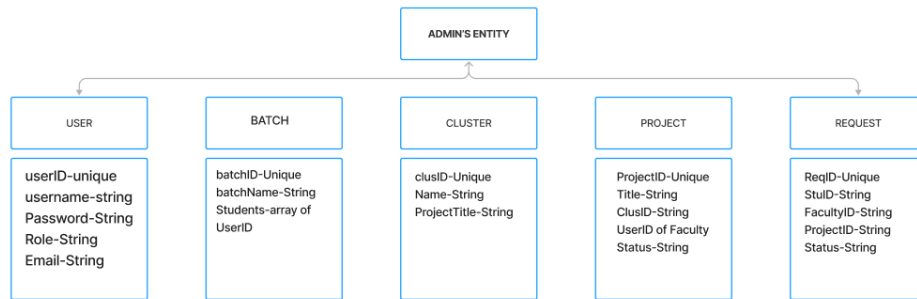 ADMIN'S ENTITY
USER
BATCH
CLUSTER
PROJECT
REQUEST
userID-unique
username-string
Password-String
Role-String
Email-String
batchID-Unique
batchName-String
Students-array of
UserID
clusID-Unique
Name-String
ProjectTitle-String
ProjectID-Unique
Title-String
ClusID-String
UserID of Faculty
Status-String
ReqID-Unique
StuID-String
FacultyID-String
ProjectID-String
Status-String